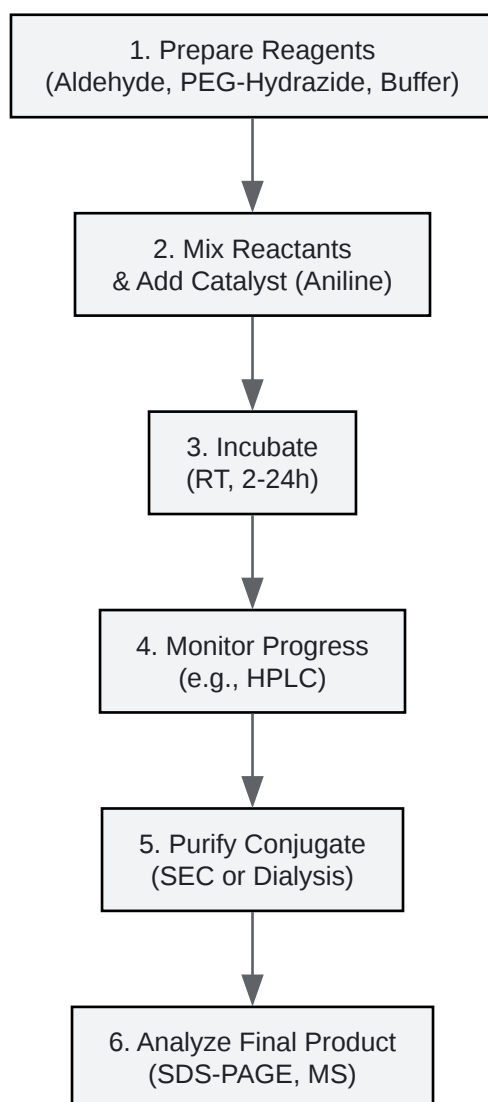 1. Prepare Reagents
(Aldehyde, PEG-Hydrazide, Buffer)
2. Mix Reactants
& Add Catalyst (Aniline)
3. Incubate
(RT, 2-24h)
4. Monitor Progress
(e.g., HPLC)
5. Purify Conjugate
(SEC or Dialysis)
6. Analyze Final Product
(SDS-PAGE, MS)